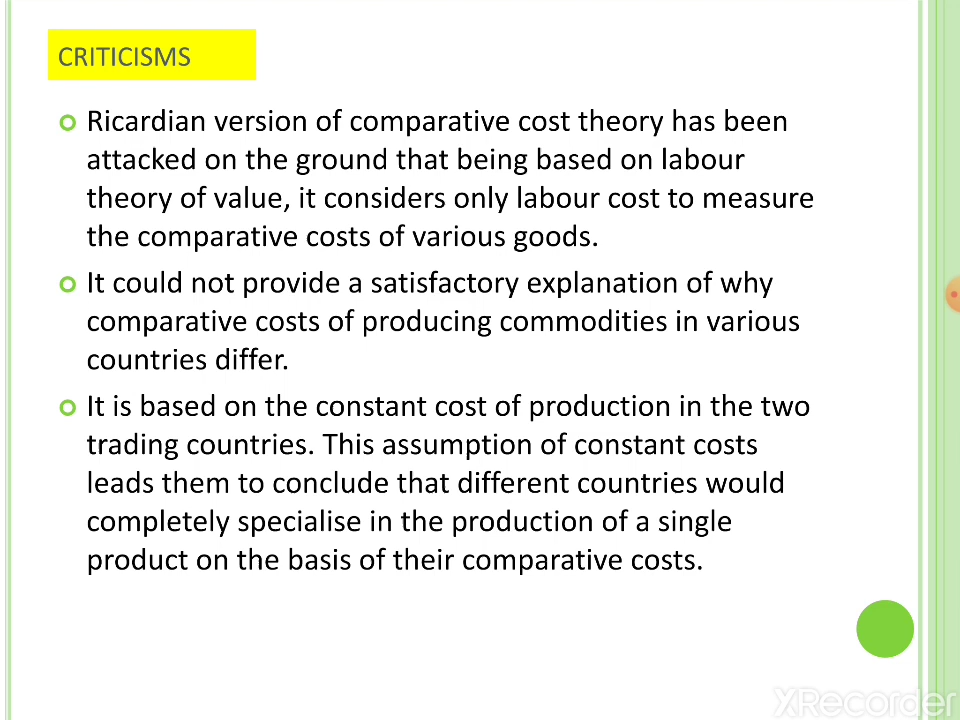 CRITICISMS
Ricardian version of comparative cost theory has been
attacked on the ground that being based on labour
theory of value, it considers only labour cost to measure
the comparative costs of various goods.
It could not provide a satisfactory explanation of why
comparative costs of producing commodities in various
countries differ.
It is based on the constant cost of production in the two
trading countries. This assumption of constant costs
leads them to conclude that different countries would
completely specialise in the production of a single
product on the basis of their comparative costs.
XRecorder